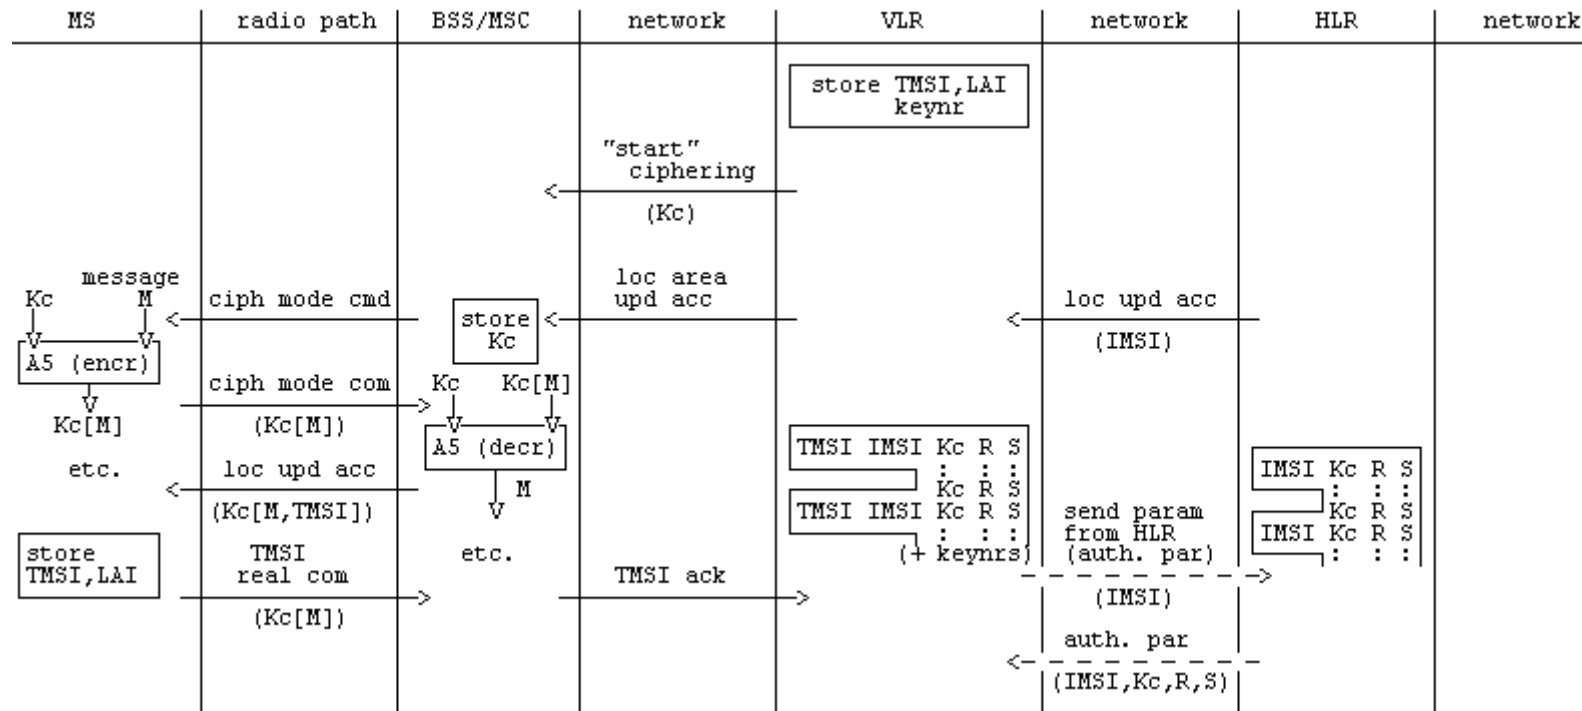 MS radio path BSS/MSC network VLR network HLR network
store TMSI,LAI
keynr
"start"
ciphering
(Kc)
message loc area
Kc M ciph mode cmd upd acc loc upd acc
store
Kc (IMSI)
A5 (encr)
ciph mode com Kc Kc[M]
Kc[M] (Kc[M])
A5 (decr) TMSI IMSI Kc R S
etc. loc upd acc : : : IMSI Kc R S
M Kc R S : : :
(Kc[M,TMSI]) TMSI IMSI Kc R S send param Kc R S
: : : from HLR IMSI Kc R S
store TMSI etc. (+ keynrs) (auth. par) : : :
TMSI,LAI real com TMSI ack
(IMSI)
(Kc[M])
auth. par
(IMSI,Kc,R,S)